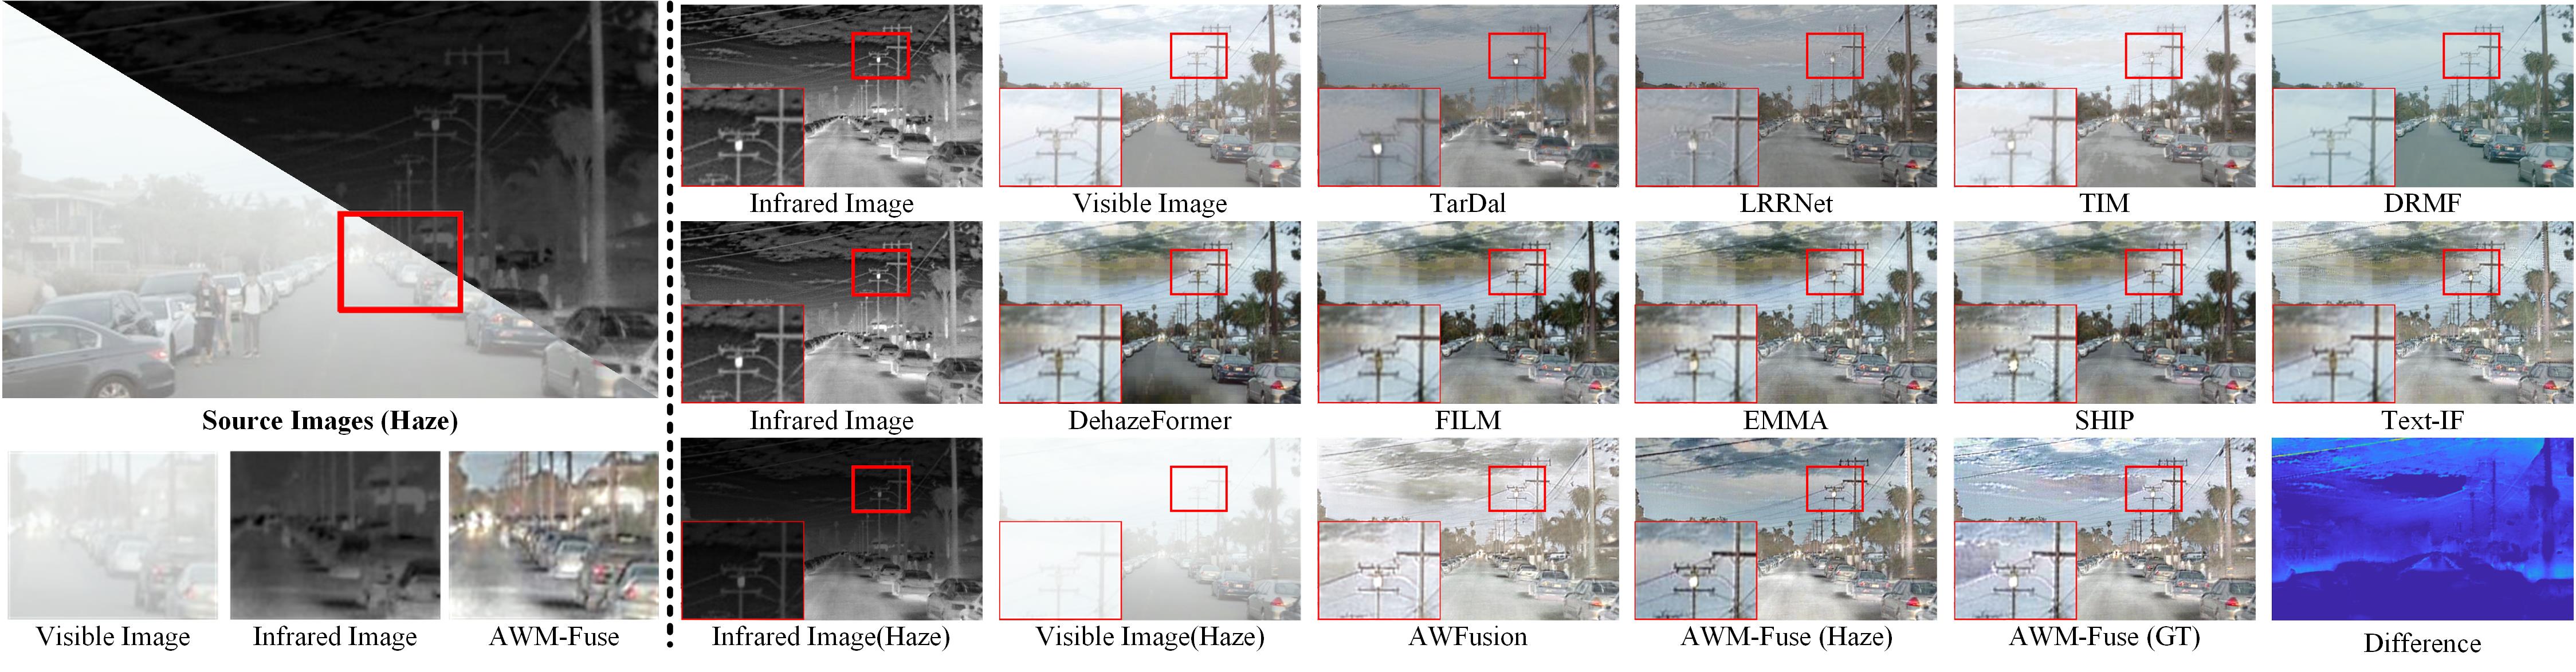 Source Images (Haze)
Visible Image
Infrared Image
AWM-Fuse
Infrared Image
Visible Image
TarDal
LRRNet
TIM
DRMF
Infrared Image
DehazeFormer
FILM
EMMA
SHIP
Text-IF
Infrared Image(Haze)
Visible Image(Haze)
AWFusion
AWM-Fuse (Haze)
AWM-Fuse (GT)
Difference